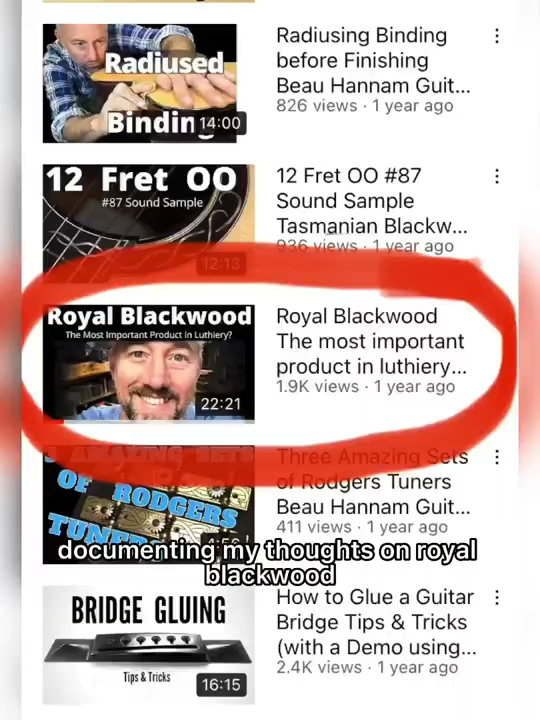 Radiused
Binding
14:00
Radiusing Binding
before Finishing
Beau Hannam Guit...
826 views · 1 year ago
12 Fret OO
#87 Sound Sample
12:13
12 Fret OO #87
Sound Sample
Tasmanian Blackw...
936 views · 1 year ago
Royal Blackwood
The Most Important Product in Luthiery?
22:21
Royal Blackwood
The most important
product in luthiery...
1.9K views · 1 year ago
3 AMAZING SETS
OF RODGERS
TUNERS
Three Amazing Sets
of Rodgers Tuners
Beau Hannam Guit...
411 views · 1 year ago
documenting my thoughts on royal
blackwood
BRIDGE GLUING
Tips & Tricks
16:15
How to Glue a Guitar
Bridge Tips & Tricks
(with a Demo using...
2.4K views · 1 year ago